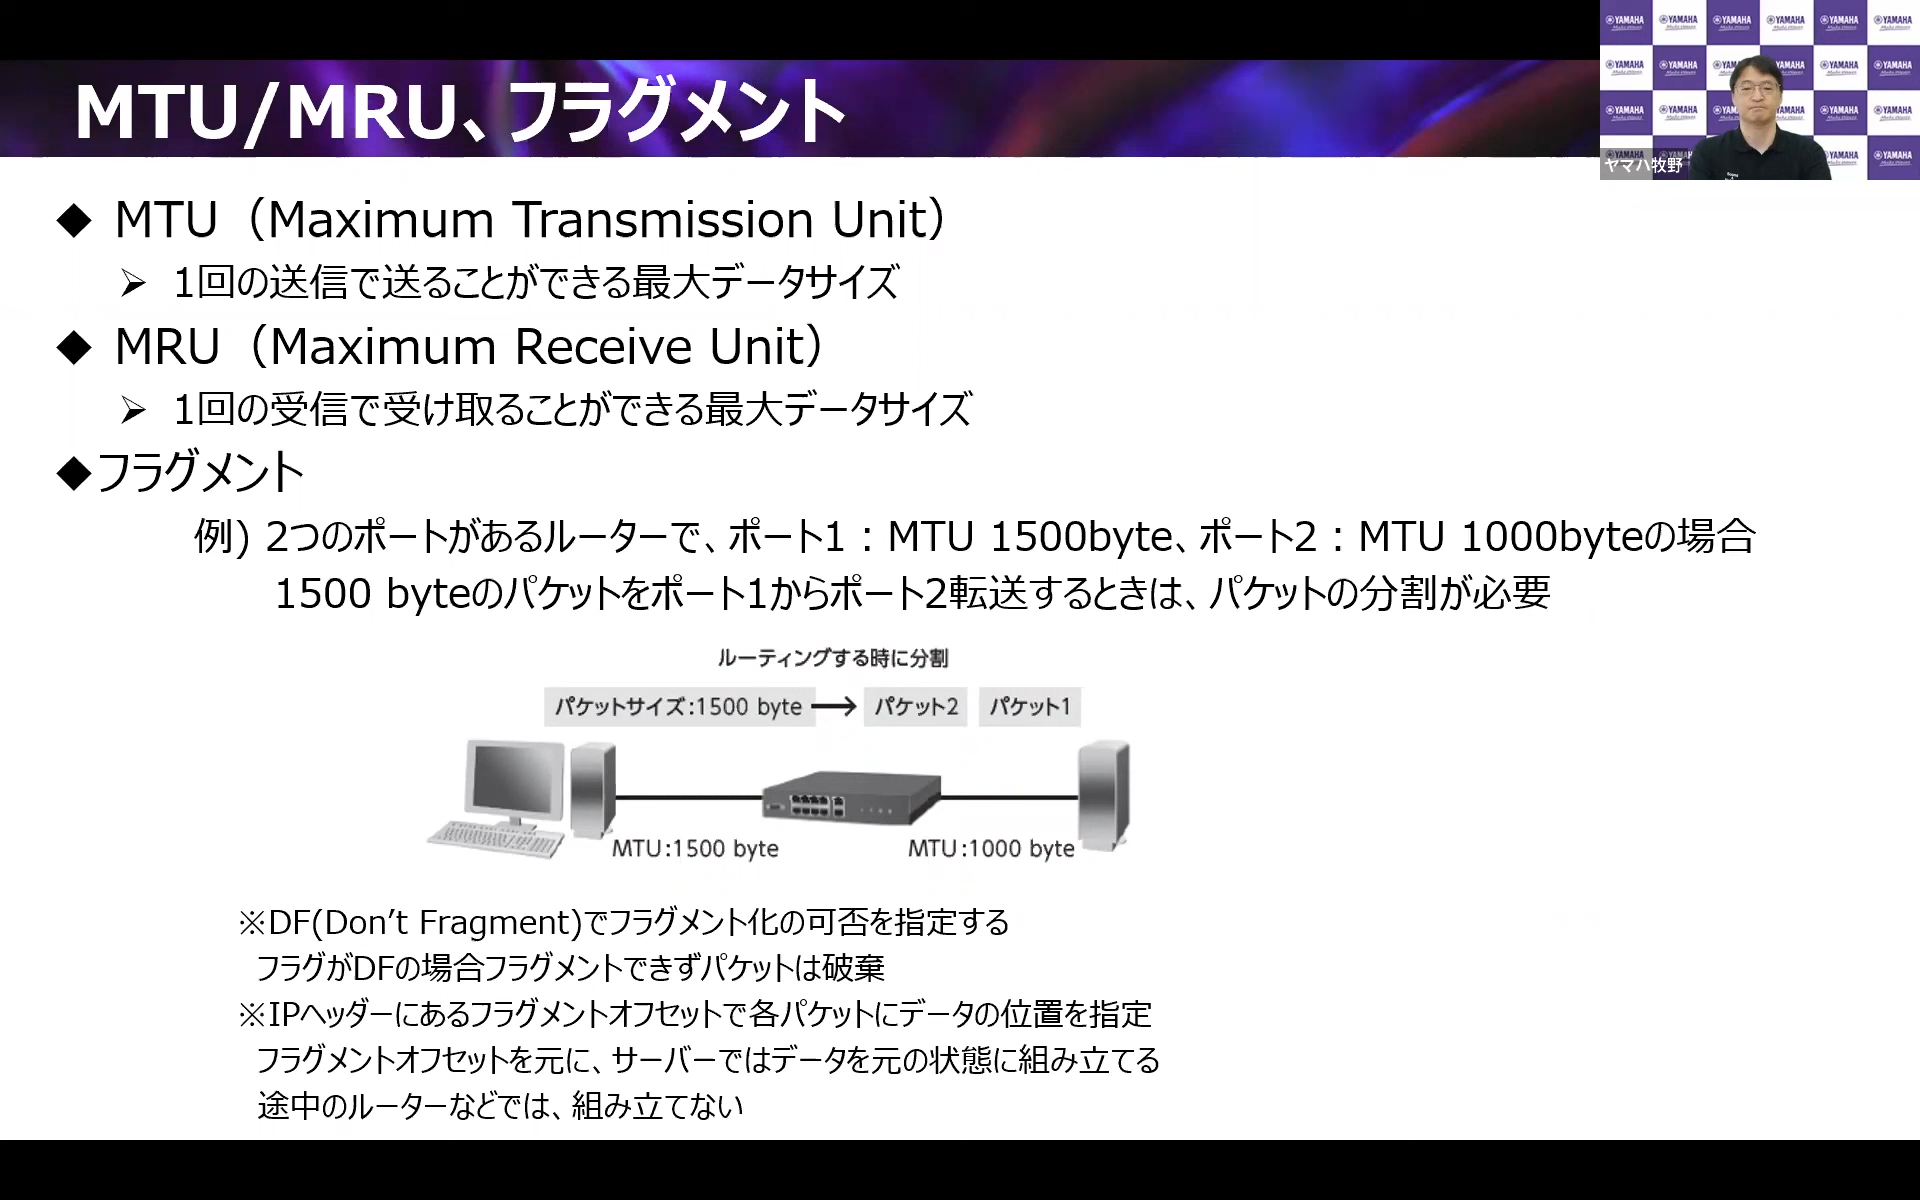 MTU/MRU、フラグメント
YAMAHA
ヤマハ牧野
◆ MTU（Maximum Transmission Unit）
➢ 1回の送信で送ることができる最大データサイズ
◆ MRU（Maximum Receive Unit）
➢ 1回の受信で受け取ることができる最大データサイズ
◆フラグメント
例) 2つのポートがあるルーターで、ポート1：MTU 1500byte、ポート2：MTU 1000byteの場合
1500 byteのパケットをポート1からポート2転送するときは、パケットの分割が必要
ルーティングする時に分割
パケットサイズ:1500 byte → パケット2 パケット1
MTU:1500 byte MTU:1000 byte
※DF(Don’t Fragment)でフラグメント化の可否を指定する
フラグがDFの場合フラグメントできずパケットは破棄
※IPヘッダーにあるフラグメントオフセットで各パケットにデータの位置を指定
フラグメントオフセットを元に、サーバーではデータを元の状態に組み立てる
途中のルーターなどでは、組み立てない